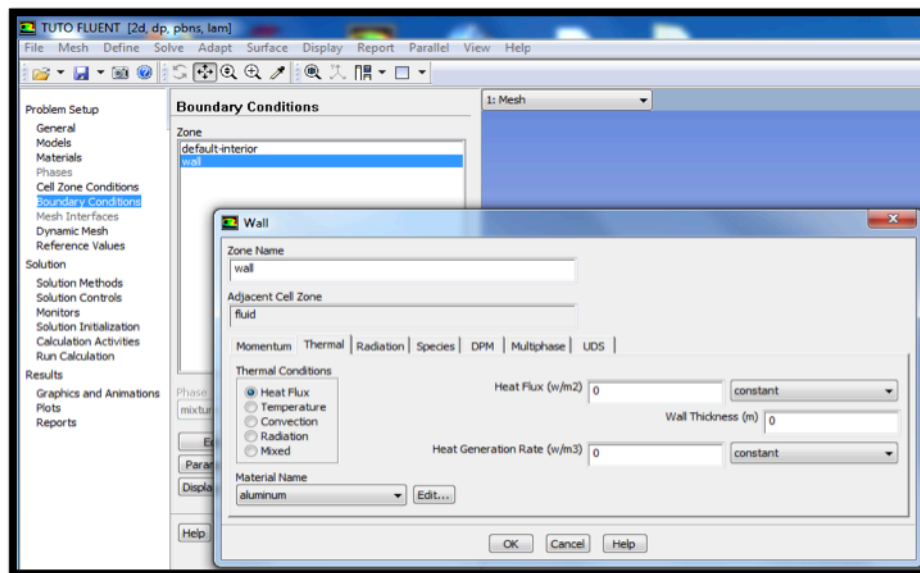 TUTO FLUENT [2d, dp, pbns, lam]
File Mesh Define Solve Adapt Surface Display Report Parallel View Help
Problem Setup
General
Models
Materials
Phases
Cell Zone Conditions
Boundary Conditions
Mesh Interfaces
Dynamic Mesh
Reference Values
Solution
Solution Methods
Solution Controls
Monitors
Solution Initialization
Calculation Activities
Run Calculation
Results
Graphics and Animations
Plots
Reports
Boundary Conditions
Zone
default-interior
wall
Phase
Help
1: Mesh
Wall
Zone Name
wall
Adjacent Cell Zone
fluid
Momentum Thermal Radiation Species DPM Multiphase UDS
Thermal Conditions
Heat Flux
Temperature
Convection
Radiation
Mixed
Heat Flux (w/m2) 0 constant
Wall Thickness (m) 0
Heat Generation Rate (w/m3) 0 constant
Material Name
aluminum Edit...
OK Cancel Help